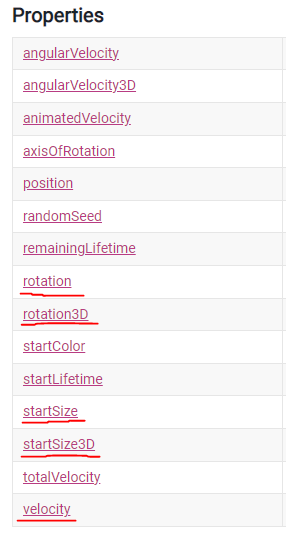 Properties
angularVelocity
angularVelocity3D
animatedVelocity
axisOfRotation
position
randomSeed
remainingLifetime
rotation
rotation3D
startColor
startLifetime
startSize
startSize3D
totalVelocity
velocity